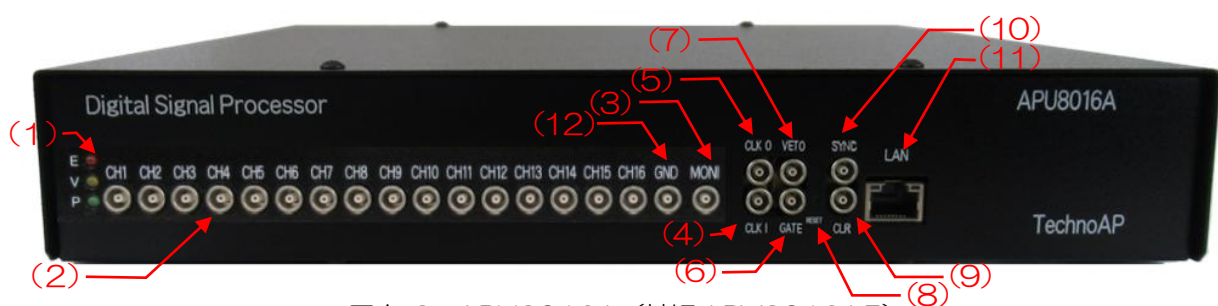 (10)
(7)
(11)
(5)
Digital Signal Processor
(3)
APU8016A
(1)
(12)
CLK O VETO SYNC
LAN
E
CH1 CH2 CH3 CH4 CH5 CH6 CH7 CH8 CH9 CH10 CH11 CH12 CH13 CH14 CH15 CH16 GND MONI
V
P
RESET
(4)
CLK I GATE CLR
TechnoAP
(2)
(6)
(9)
(8)